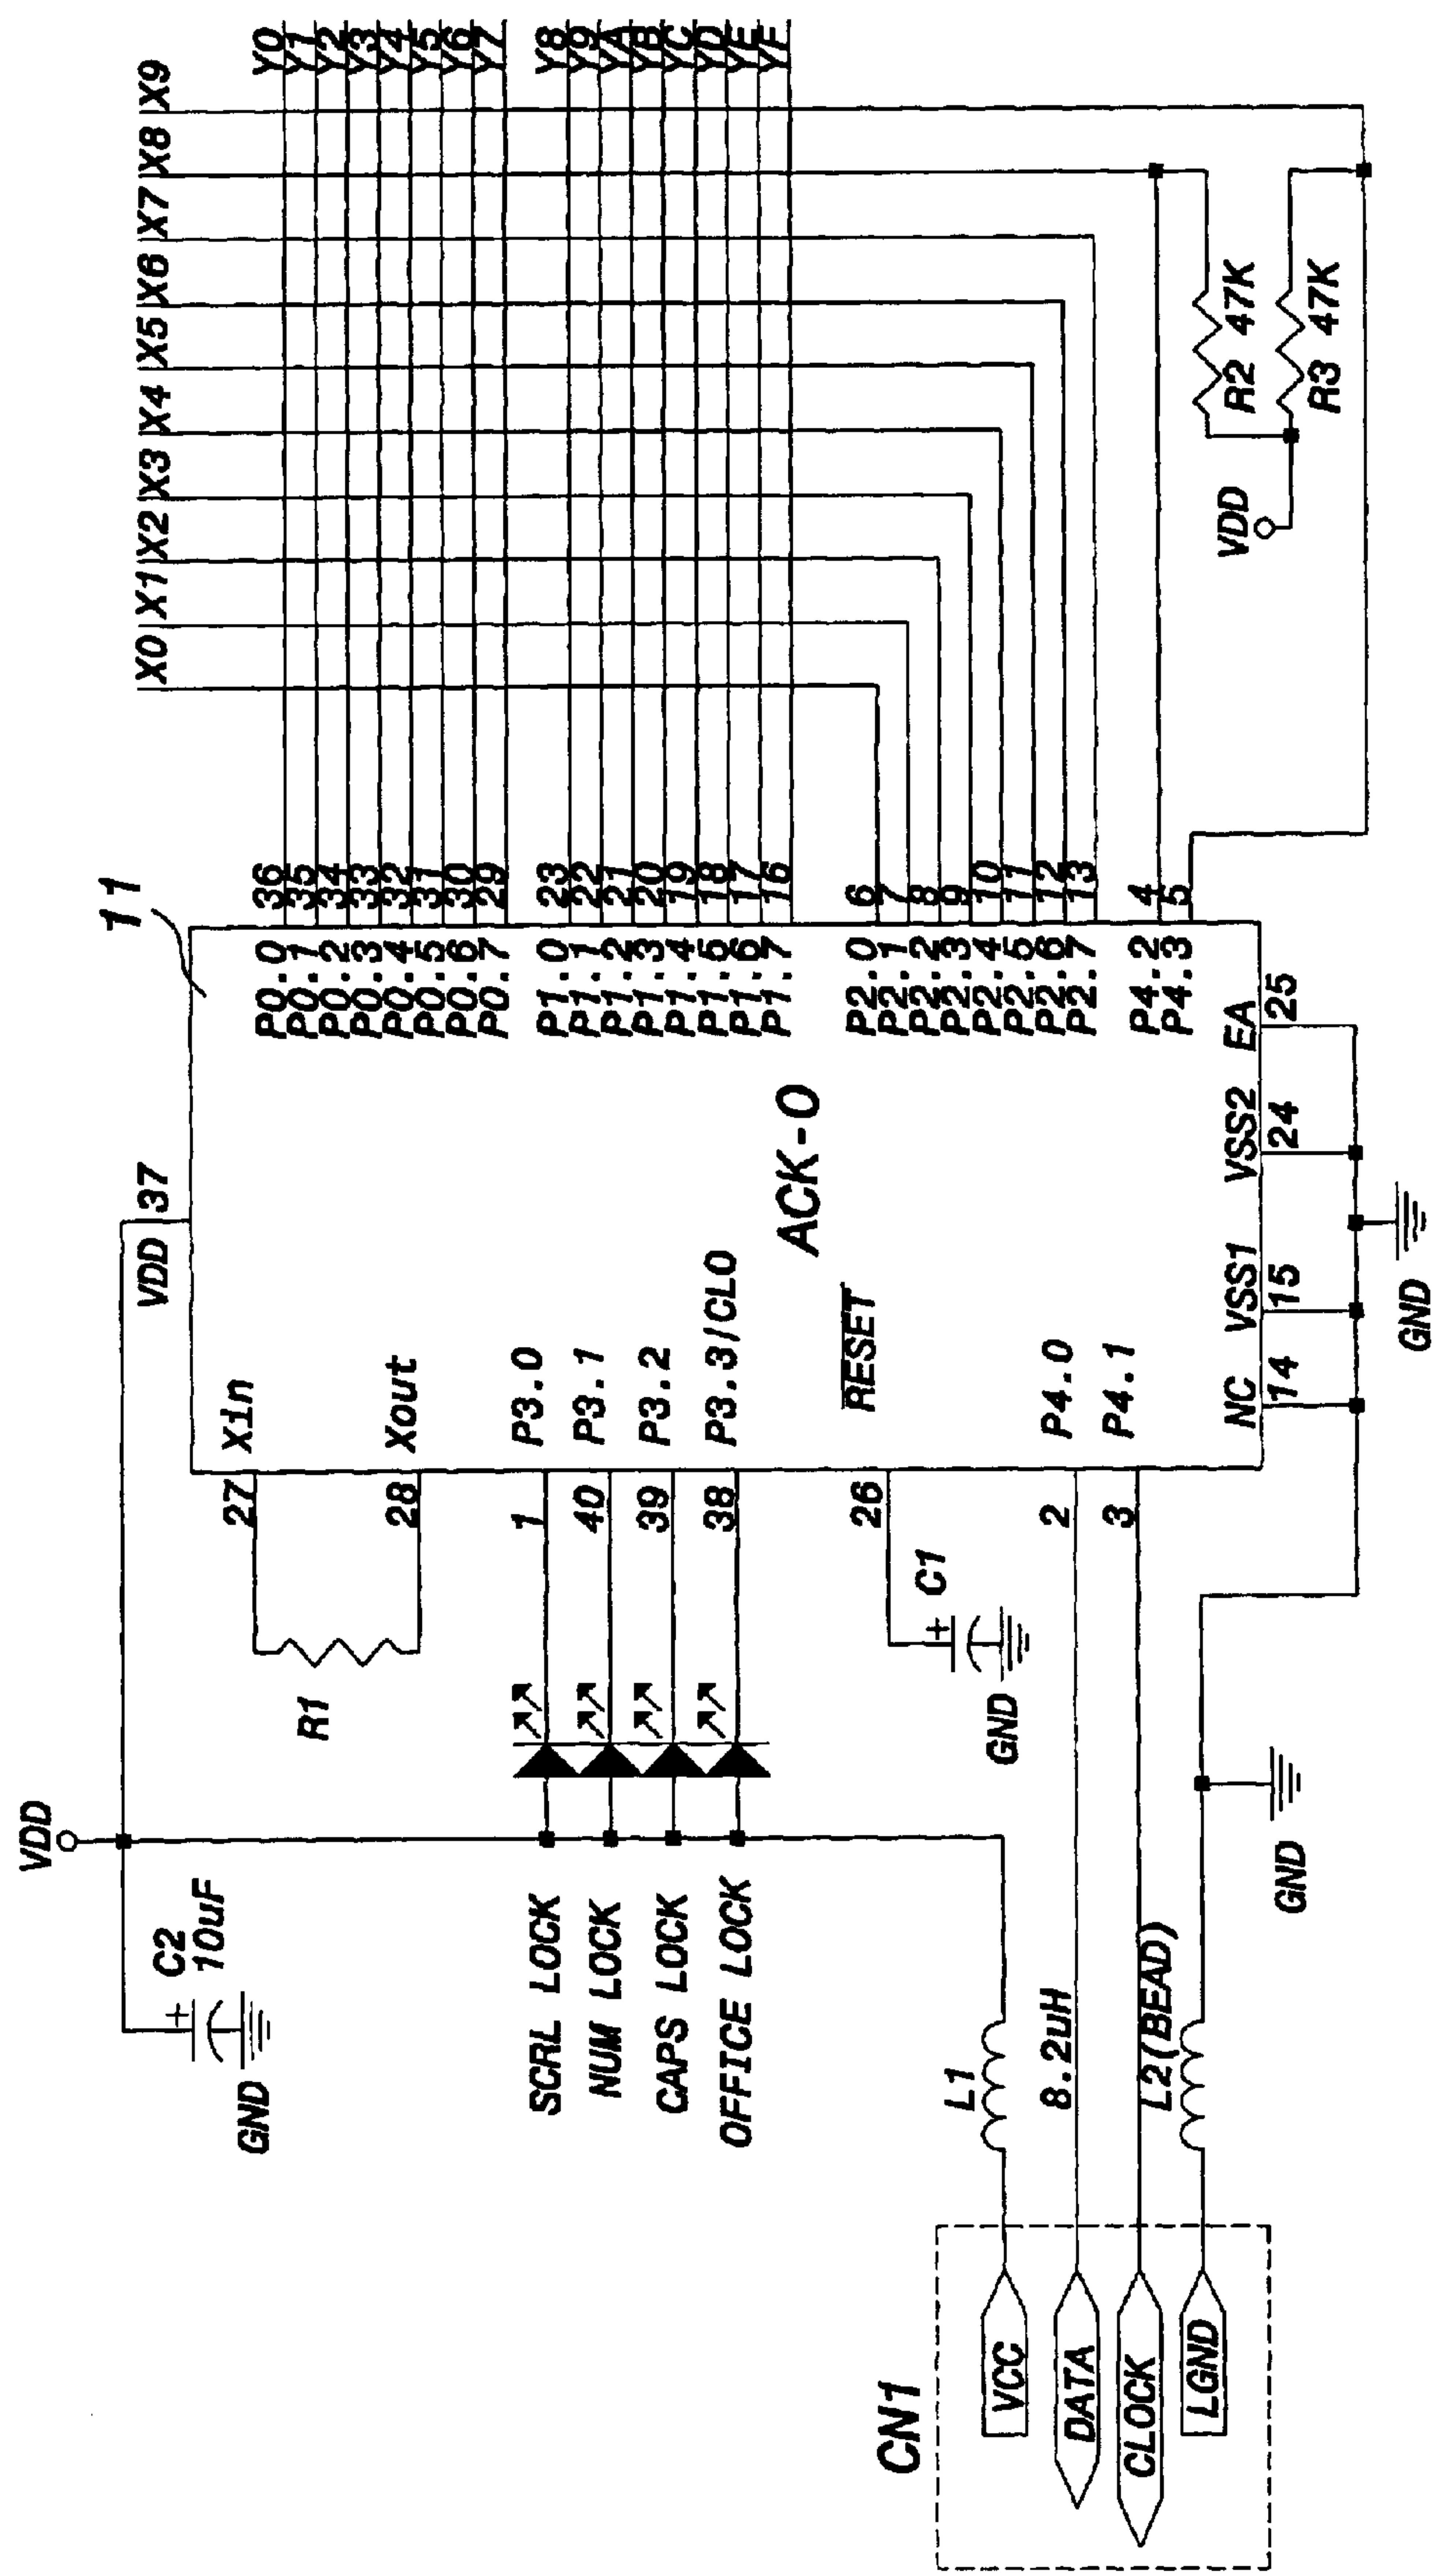 VDD
C2
10uF
GND
VDD 37
11
X0 X1 X2 X3 X4 X5 X6 X7 X8 X9
R1
27 Xin
28 Xout
SCRL LOCK
NUM LOCK
CAPS LOCK
OFFICE LOCK
1 P3.0
40 P3.1
39 P3.2
38 P3.3/CLO
P0.0 36 Y0
P0.1 35 Y1
P0.2 34 Y2
P0.3 33 Y3
P0.4 32 Y4
P0.5 31 Y5
P0.6 30 Y6
P0.7 29 Y7
P1.0 23 Y8
P1.1 22 Y9
P1.2 21 YA
P1.3 20 YB
P1.4 19 YC
P1.5 18 YD
P1.6 17 YE
P1.7 16 YF
ACK-0
26 RESET
C1
GND
P2.0 6
P2.1 7
P2.2 8
P2.3 9
P2.4 10
P2.5 11
P2.6 12
P2.7 13
P4.2 4
P4.3 5
CN1
VCC
L1
8.2uH
DATA
2 P4.0
CLOCK
3 P4.1
LGND
L2(BEAD)
GND
NC VSS1 VSS2 EA
14 15 24 25
GND
VDD
R2 47K
R3 47K